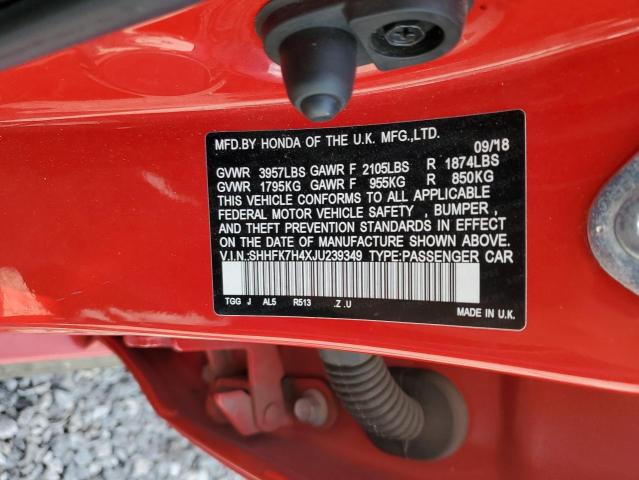 MFD.BY HONDA OF THE U.K. MFG.,LTD. 09/18
GVWR 3957LBS GAWR F 2105LBS R 1874LBS
GVWR 1795KG GAWR F 955KG R 850KG
THIS VEHICLE CONFORMS TO ALL APPLICABLE
FEDERAL MOTOR VEHICLE SAFETY , BUMPER ,
AND THEFT PREVENTION STANDARDS IN EFFECT ON
THE DATE OF MANUFACTURE SHOWN ABOVE.
V.I.N.:SHHFK7H4XJU239349 TYPE:PASSENGER CAR
TGG J AL5 R513 .Z .U
MADE IN U.K.